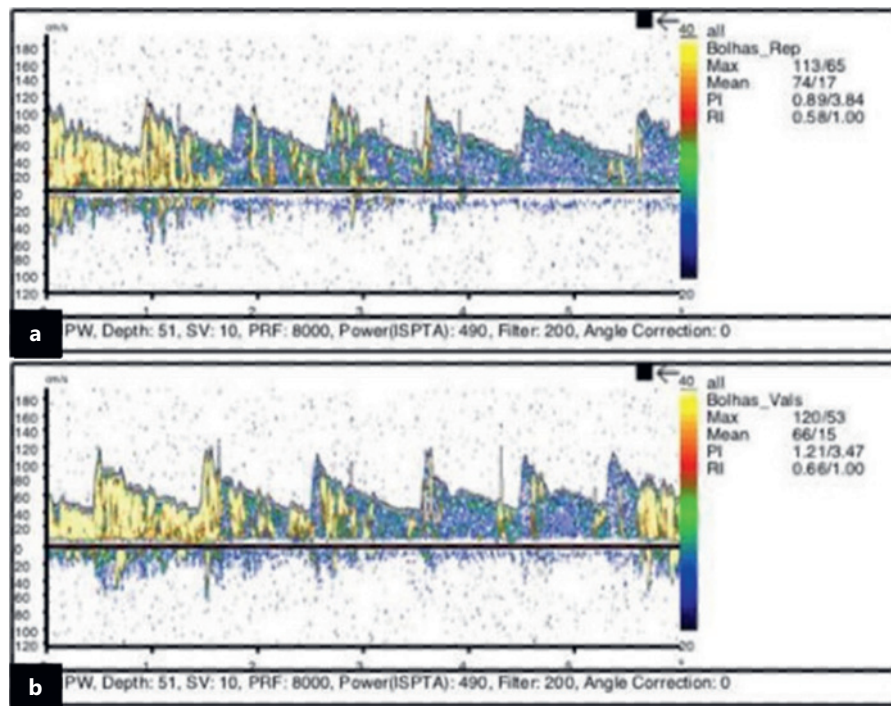 cm/s
180
160
140
120
100
80
60
40
20
0
20
40
60
80
100
120
1 2 3 4 5
40 all
Bolhas_Rep
Max 113/65
Mean 74/17
PI 0.89/3.84
RI 0.58/1.00
20
a PW, Depth: 51, SV: 10, PRF: 8000, Power(ISPTA): 490, Filter: 200, Angle Correction: 0
cm/s
180
160
140
120
100
80
60
40
20
0
20
40
60
80
100
120
1 2 3 4
40 all
Bolhas_Vals
Max 120/53
Mean 66/15
PI 1.21/3.47
RI 0.66/1.00
20
b PW, Depth: 51, SV: 10, PRF: 8000, Power(ISPTA): 490, Filter: 200, Angle Correction: 0